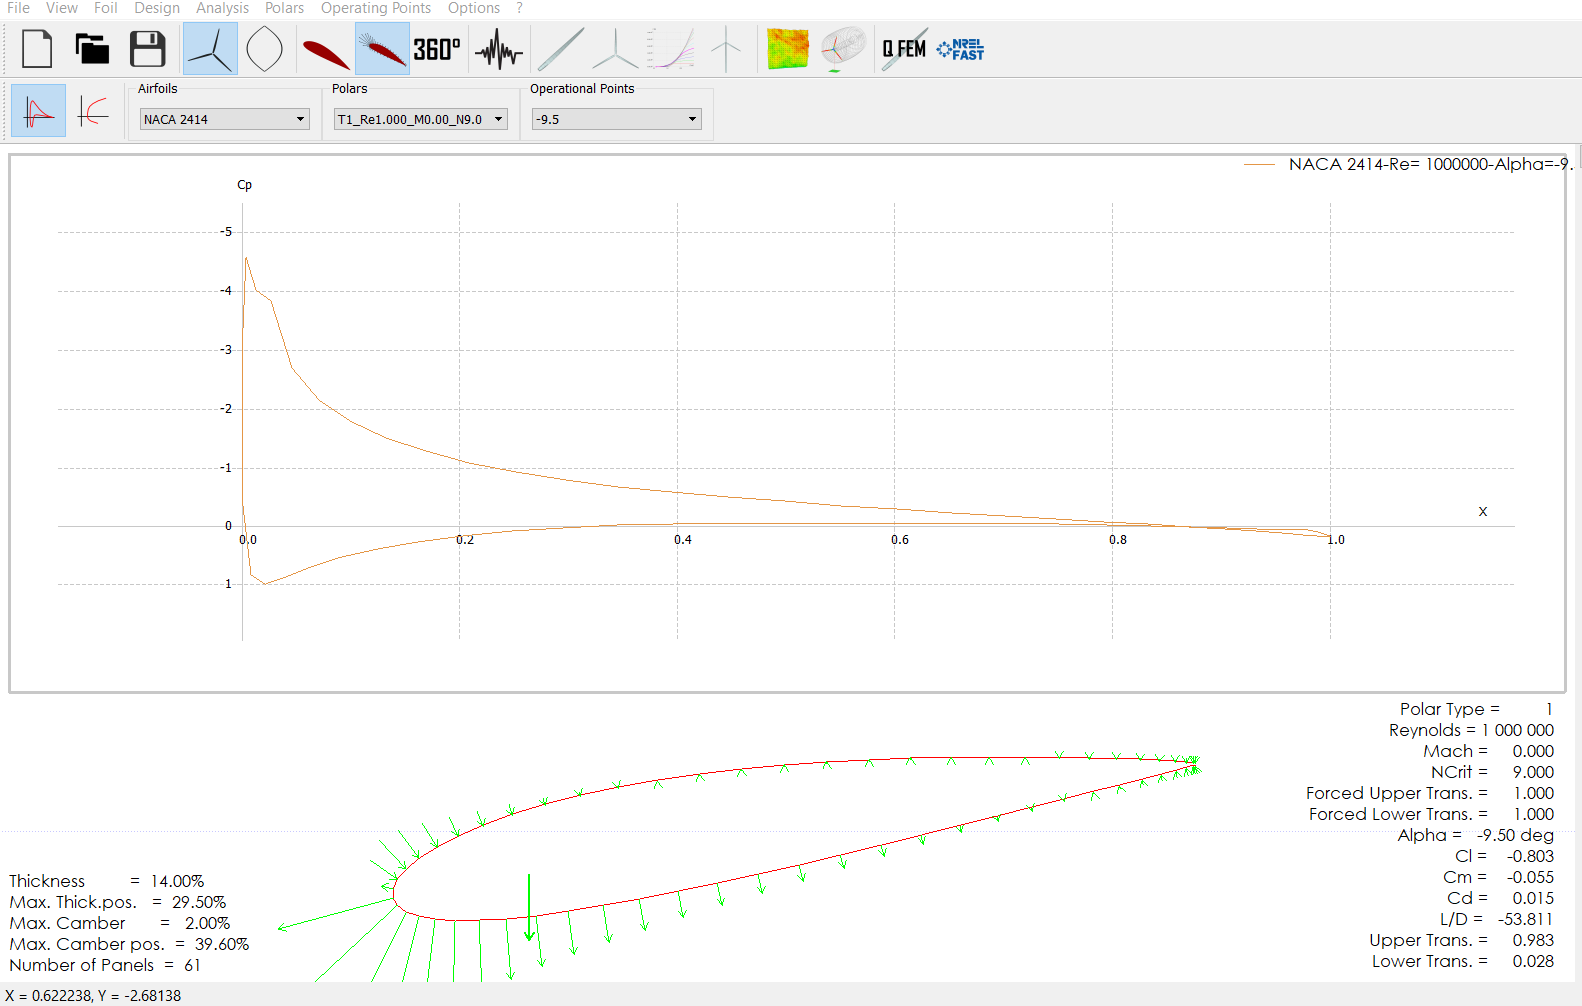 File View Foil Design Analysis Polars Operating Points Options ?
360°
Q FEM
NREL
FAST
Airfoils
NACA 2414
Polars
T1_Re1.000_M0.00_N9.0
Operational Points
-9.5
NACA 2414-Re= 1000000-Alpha=-9.
Cp
-5
-4
-3
-2
-1
0
1
0.0 0.2 0.4 0.6 0.8 1.0
X
Polar Type = 1
Reynolds = 1 000 000
Mach = 0.000
NCrit = 9.000
Forced Upper Trans. = 1.000
Forced Lower Trans. = 1.000
Alpha = -9.50 deg
Cl = -0.803
Cm = -0.055
Cd = 0.015
L/D = -53.811
Upper Trans. = 0.983
Lower Trans. = 0.028
Thickness = 14.00%
Max. Thick.pos. = 29.50%
Max. Camber = 2.00%
Max. Camber pos. = 39.60%
Number of Panels = 61
X = 0.622238, Y = -2.68138